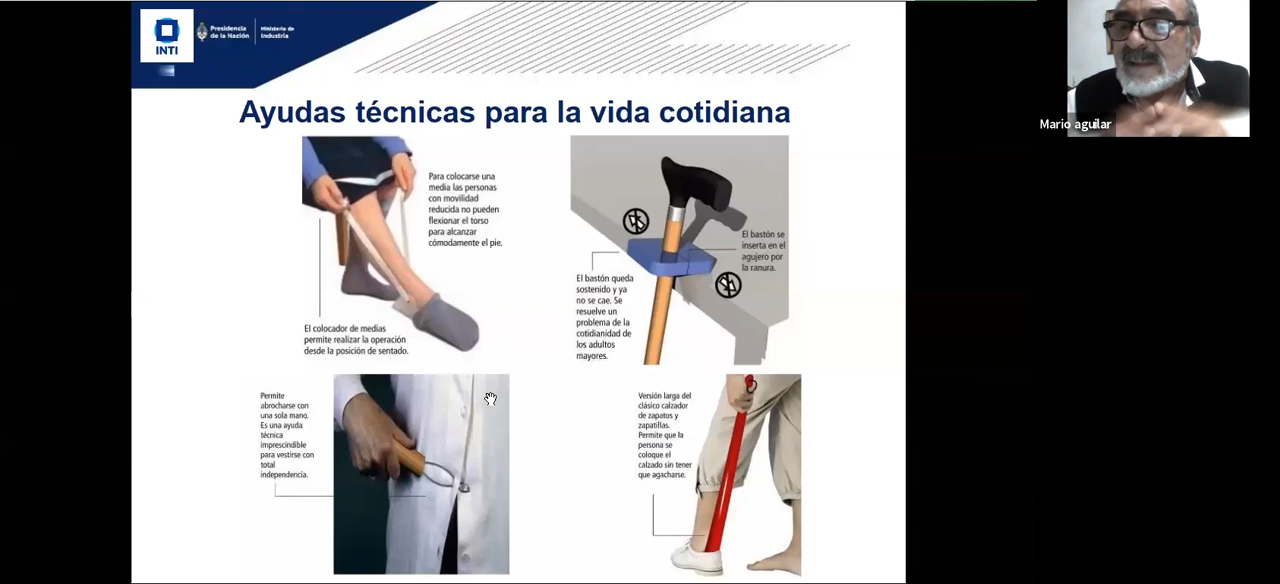 INTI
Presidencia
de la Nación
Ministerio de
Industria
Ayudas técnicas para la vida cotidiana
Mario aguilar
Para colocarse una
media las personas
con movilidad
reducida no pueden
flexionar el torso
para alcanzar
cómodamente el pie.
El colocador de medias
permite realizar la operación
desde la posición de sentado.
El bastón se
inserta en el
agujero por
la ranura.
El bastón queda
sostenido y ya
no se cae. Se
resuelve un
problema de la
cotidianidad de
los adultos
mayores.
Permite
abrocharse con
una sola mano.
Es una ayuda
técnica
imprescindible
para vestirse con
total
independencia.
Versión larga del
clásico calzador
de zapatos y
zapatillas.
Permite que la
persona se
coloque el
calzado sin tener
que agacharse.